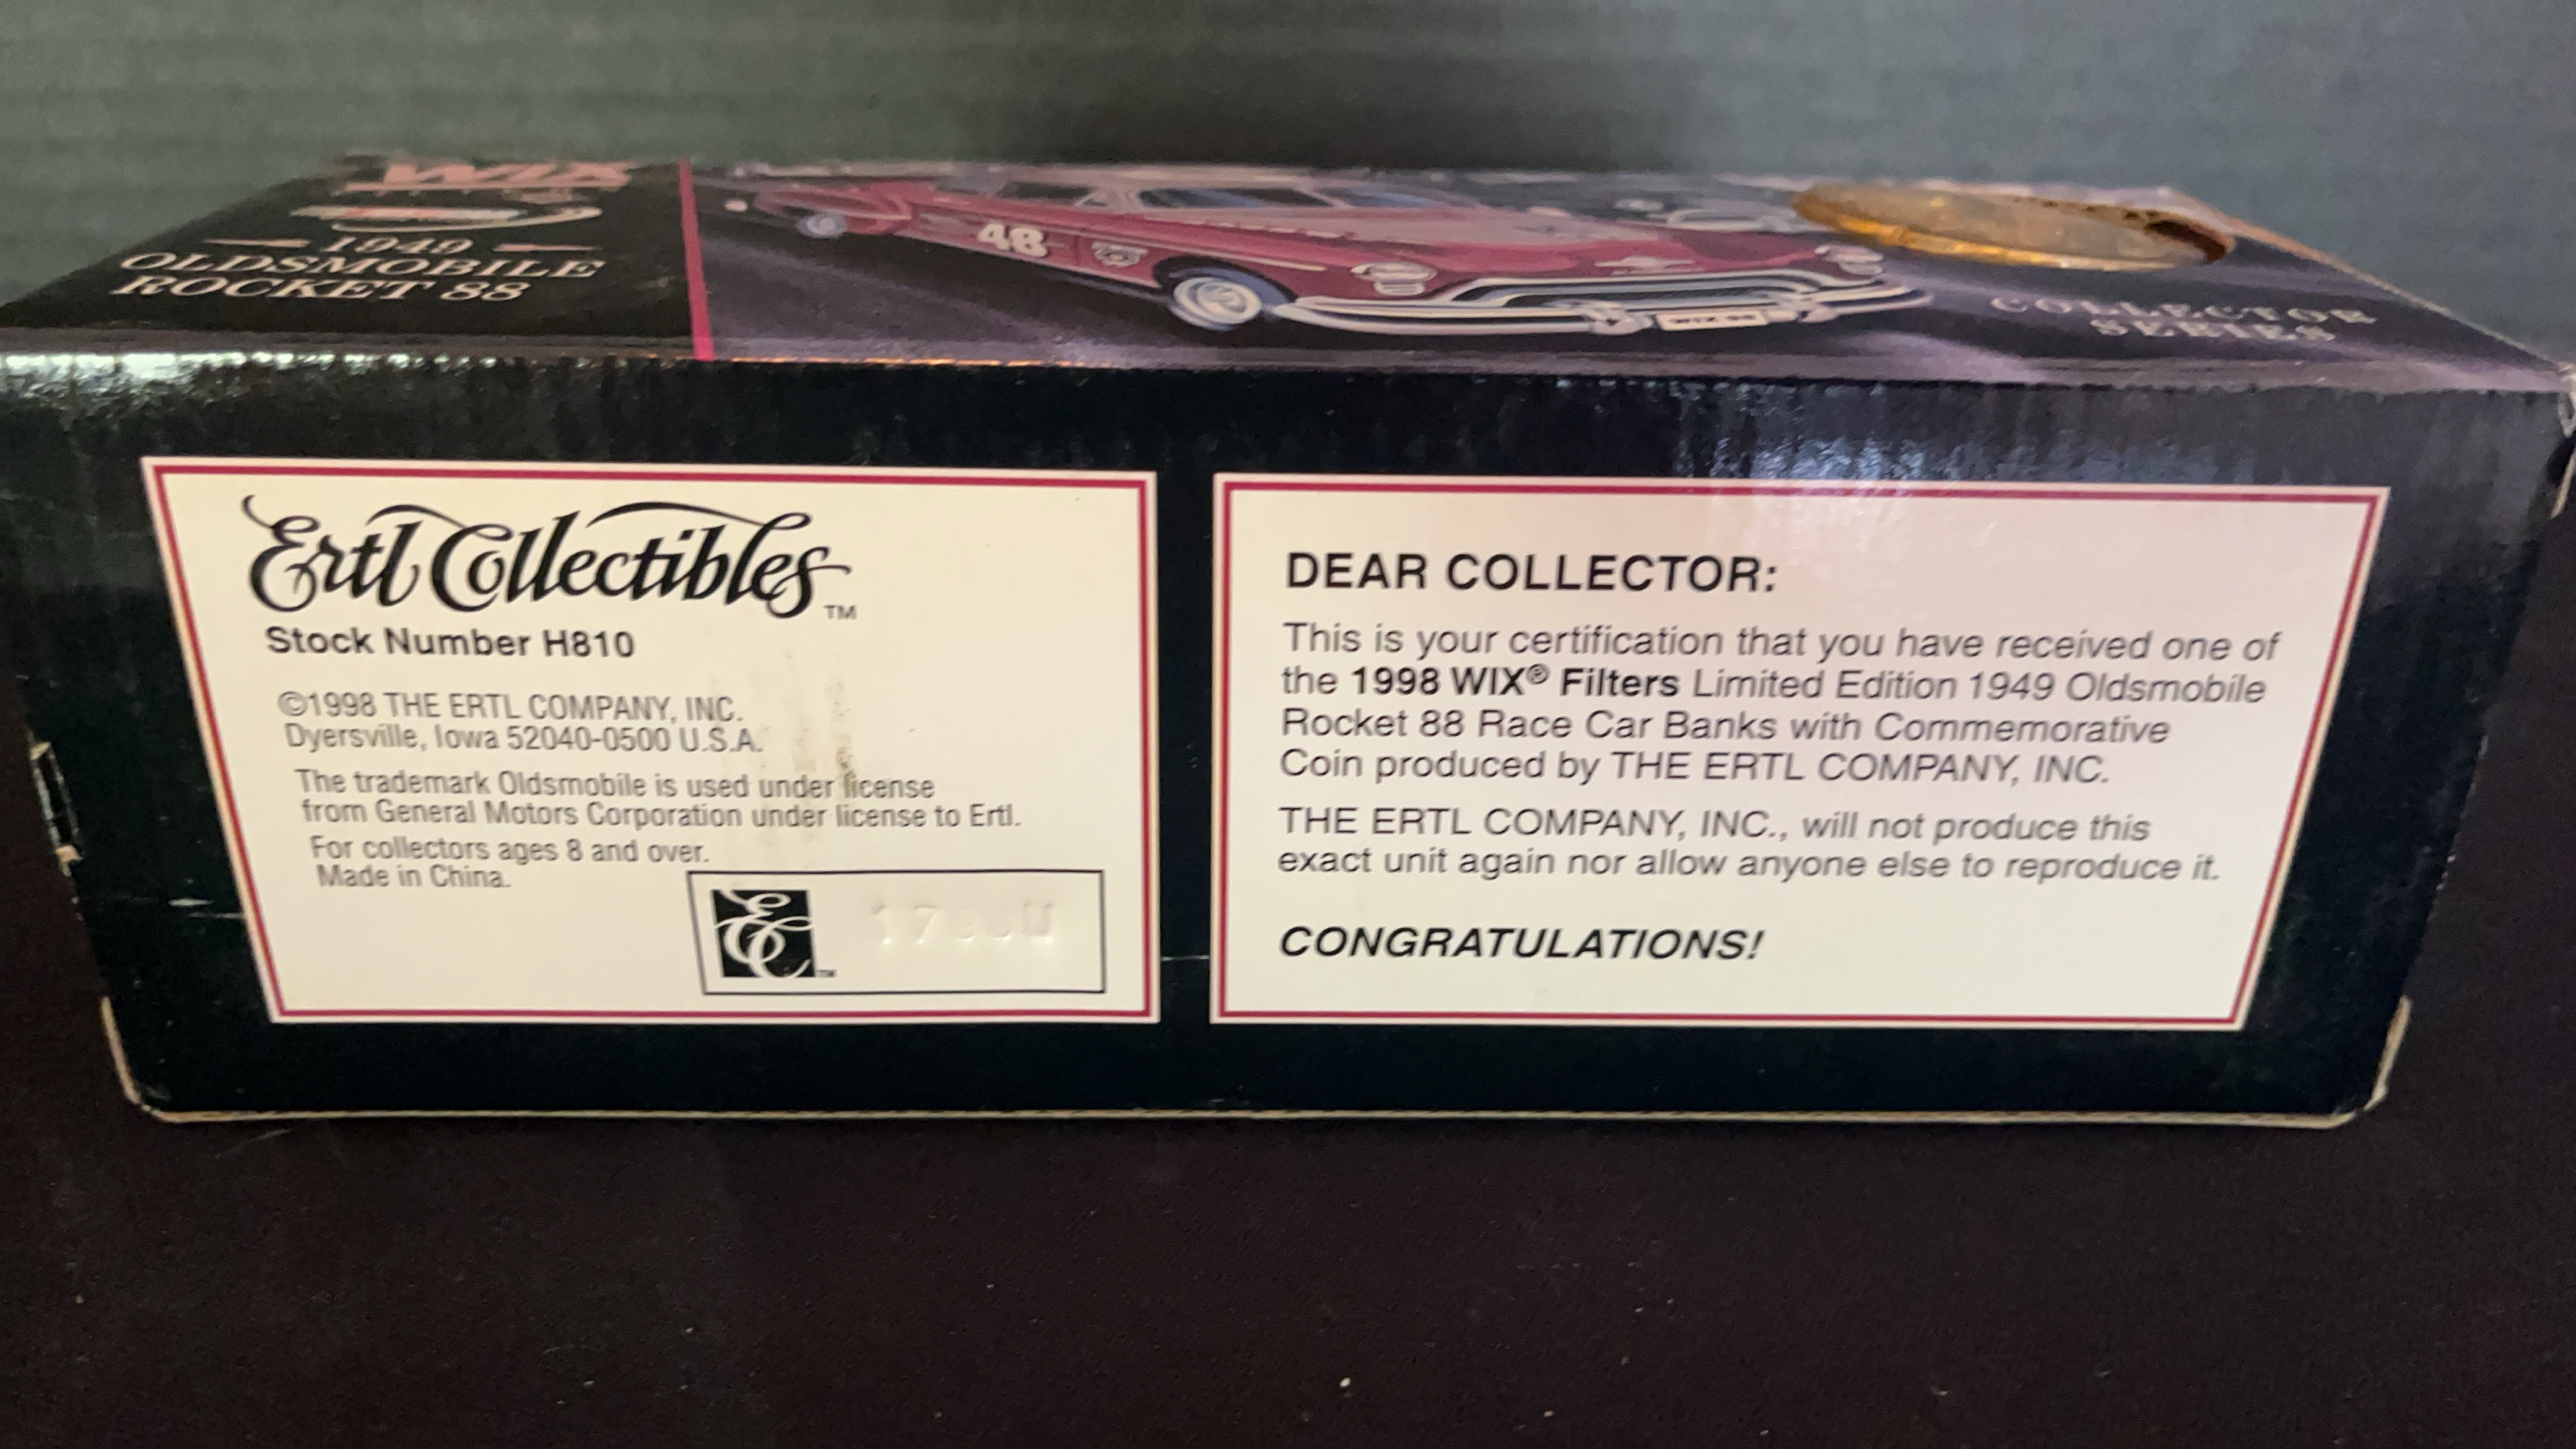 WIX
1949
OLDSMOBILE
ROCKET 88
48
COLLECTOR
SERIES
Ertl Collectibles™
Stock Number H810
©1998 THE ERTL COMPANY, INC.
Dyersville, Iowa 52040-0500 U.S.A.
The trademark Oldsmobile is used under license
from General Motors Corporation under license to Ertl.
For collectors ages 8 and over.
Made in China.
EC™
DEAR COLLECTOR:
This is your certification that you have received one of
the 1998 WIX® Filters Limited Edition 1949 Oldsmobile
Rocket 88 Race Car Banks with Commemorative
Coin produced by THE ERTL COMPANY, INC.
THE ERTL COMPANY, INC., will not produce this
exact unit again nor allow anyone else to reproduce it.
CONGRATULATIONS!